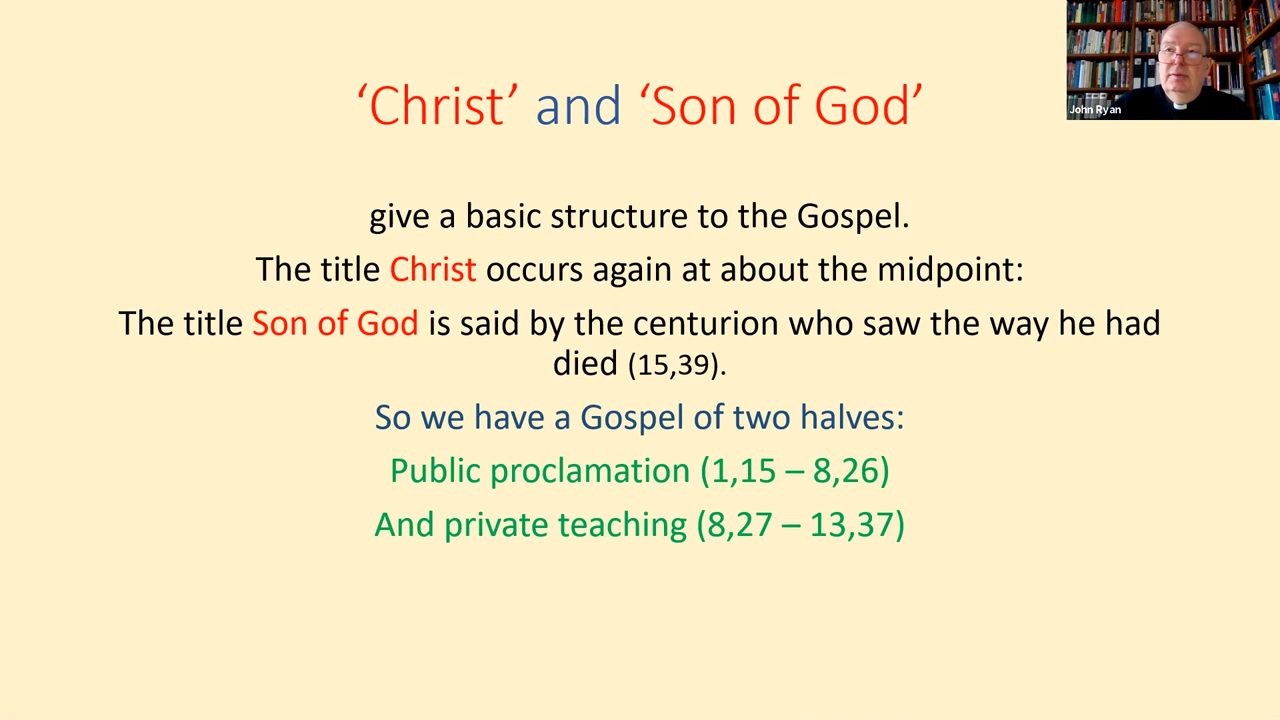 ‘Christ’ and ‘Son of God’
John Ryan
give a basic structure to the Gospel.
The title Christ occurs again at about the midpoint:
The title Son of God is said by the centurion who saw the way he had
died (15,39).
So we have a Gospel of two halves:
Public proclamation (1,15 – 8,26)
And private teaching (8,27 – 13,37)